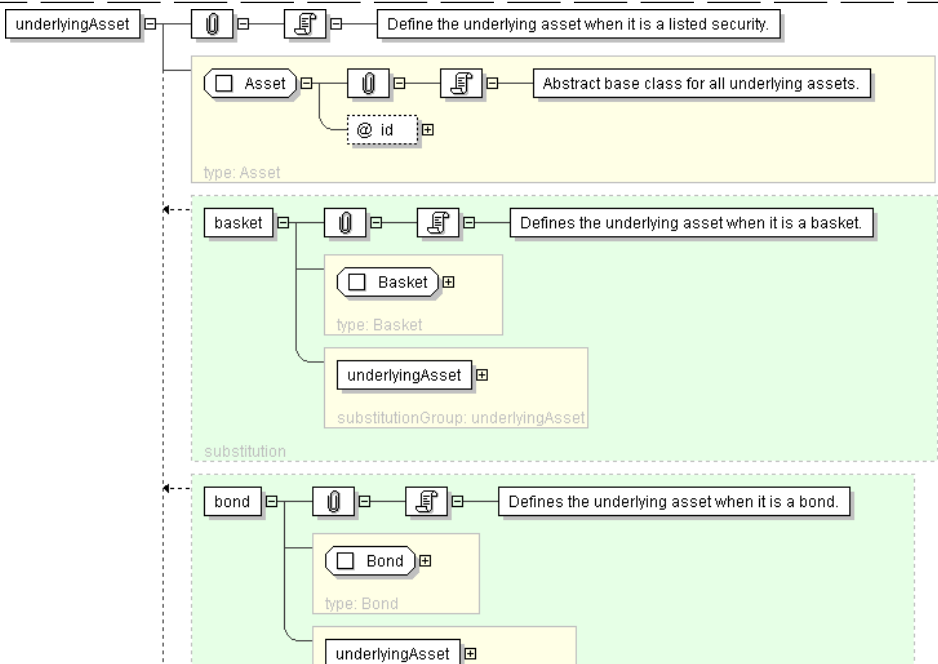 underlyingAsset Define the underlying asset when it is a listed security.
Asset Abstract base class for all underlying assets.
@ id
type: Asset
basket Defines the underlying asset when it is a basket.
Basket
type: Basket
underlyingAsset
substitutionGroup: underlyingAsset
substitution
bond Defines the underlying asset when it is a bond.
Bond
type: Bond
underlyingAsset